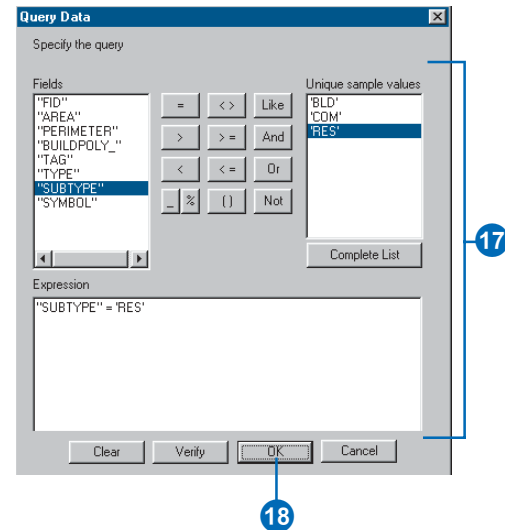 Query Data
Specify the query
Fields
"FID"
"AREA"
"PERIMETER"
"BUILDPOLY_"
"TAG"
"TYPE"
"SUBTYPE"
"SYMBOL"
= <> Like
> >= And
< <= Or
_ % () Not
Unique sample values
'BLD'
'COM'
'RES'
Complete List
17
Expression
"SUBTYPE" = 'RES'
Clear Verify OK Cancel
18